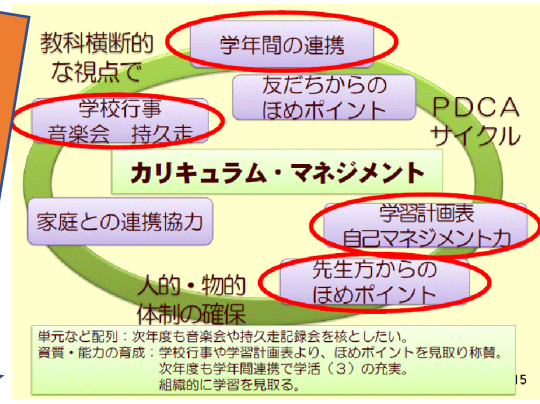 教科横断的
な視点で
学年間の連携
友だちからの
ほめポイント
学校行事
音楽会　持久走
PDCA
サイクル
カリキュラム・マネジメント
家庭との連携協力
学習計画表
自己マネジメント力
先生方からの
ほめポイント
人的・物的
体制の確保
単元など配列：次年度も音楽会や持久走記録会を核としたい。
資質・能力の育成：学校行事や学習計画表より、ほめポイントを見取り称賛。
次年度も学年間連携で学活（３）の充実。
組織的に学習を見取る。
15